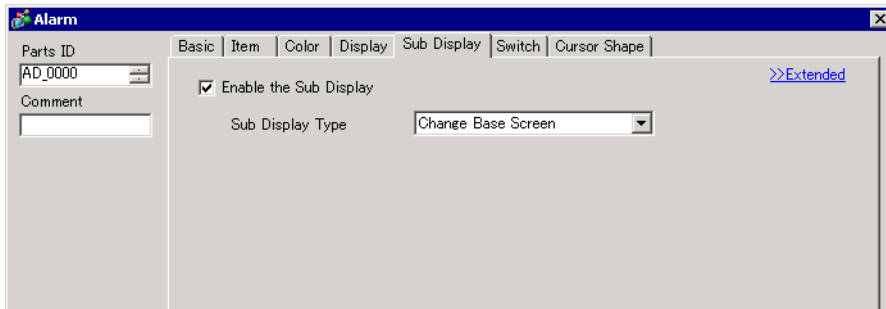 Alarm
Parts ID
AD_0000
Comment
Basic Item Color Display Sub Display Switch Cursor Shape
>>Extended
Enable the Sub Display
Sub Display Type Change Base Screen